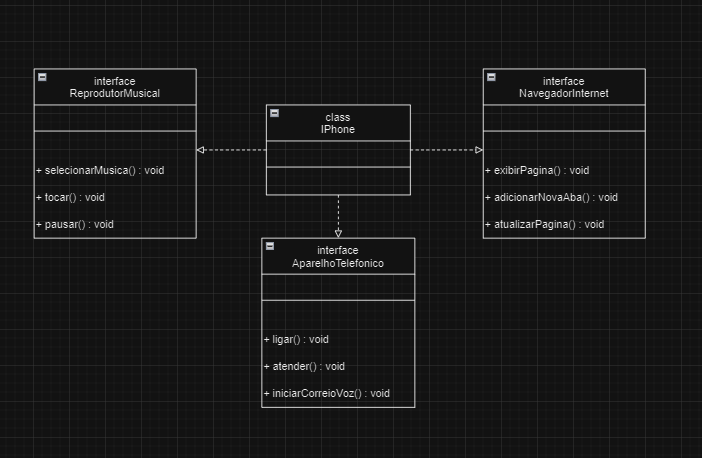 interface
ReprodutorMusical
+ selecionarMusica() : void
+ tocar() : void
+ pausar() : void
class
IPhone
interface
NavegadorInternet
+ exibirPagina() : void
+ adicionarNovaAba() : void
+ atualizarPagina() : void
interface
AparelhoTelefonico
+ ligar() : void
+ atender() : void
+ iniciarCorreioVoz() : void